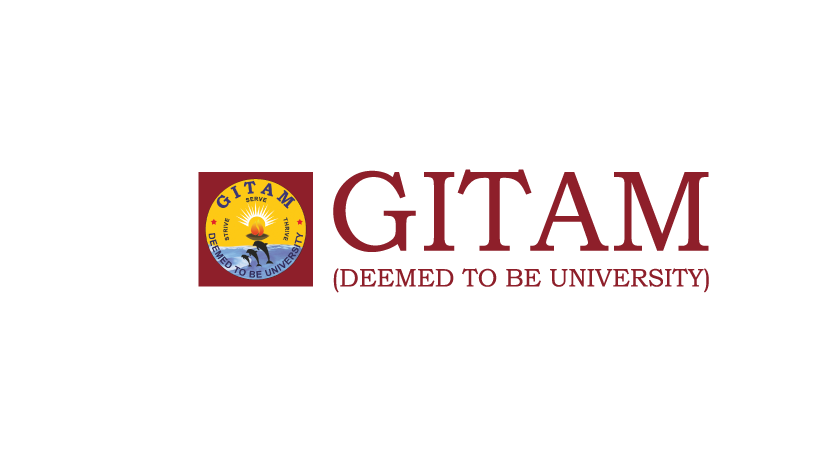 GITAM
STRIVE
SERVE
THRIVE
DEEMED TO BE UNIVERSITY
GITAM
(DEEMED TO BE UNIVERSITY)